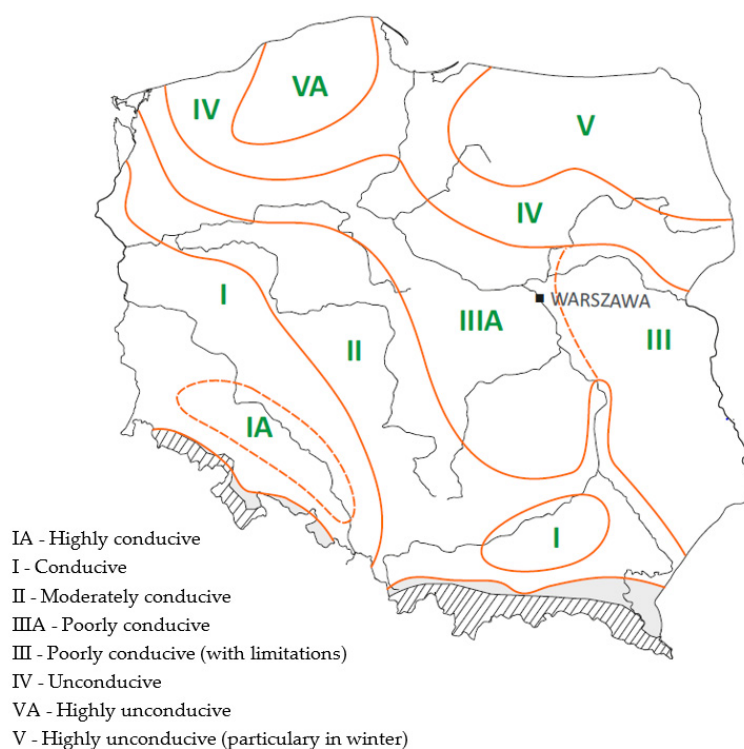 VA
IV
V
IV
WARSZAWA
I
IIIA
III
II
IA
I
IA - Highly conducive
I - Conducive
II - Moderately conducive
IIIA - Poorly conducive
III - Poorly conducive (with limitations)
IV - Unconducive
VA - Highly unconducive
V - Highly unconducive (particulary in winter)